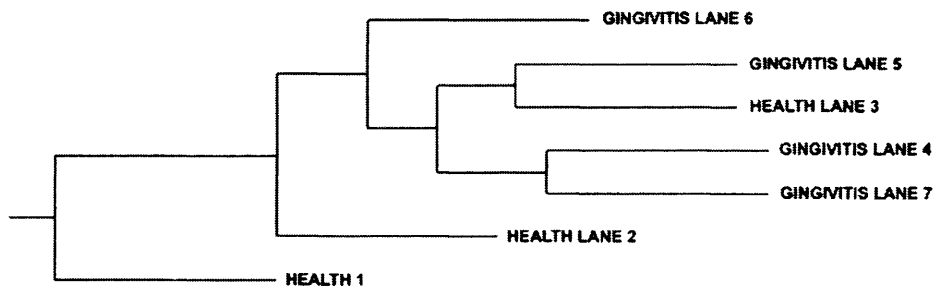 GINGIVITIS LANE 6
GINGIVITIS LANE 5
HEALTH LANE 3
GINGIVITIS LANE 4
GINGIVITIS LANE 7
HEALTH LANE 2
HEALTH 1